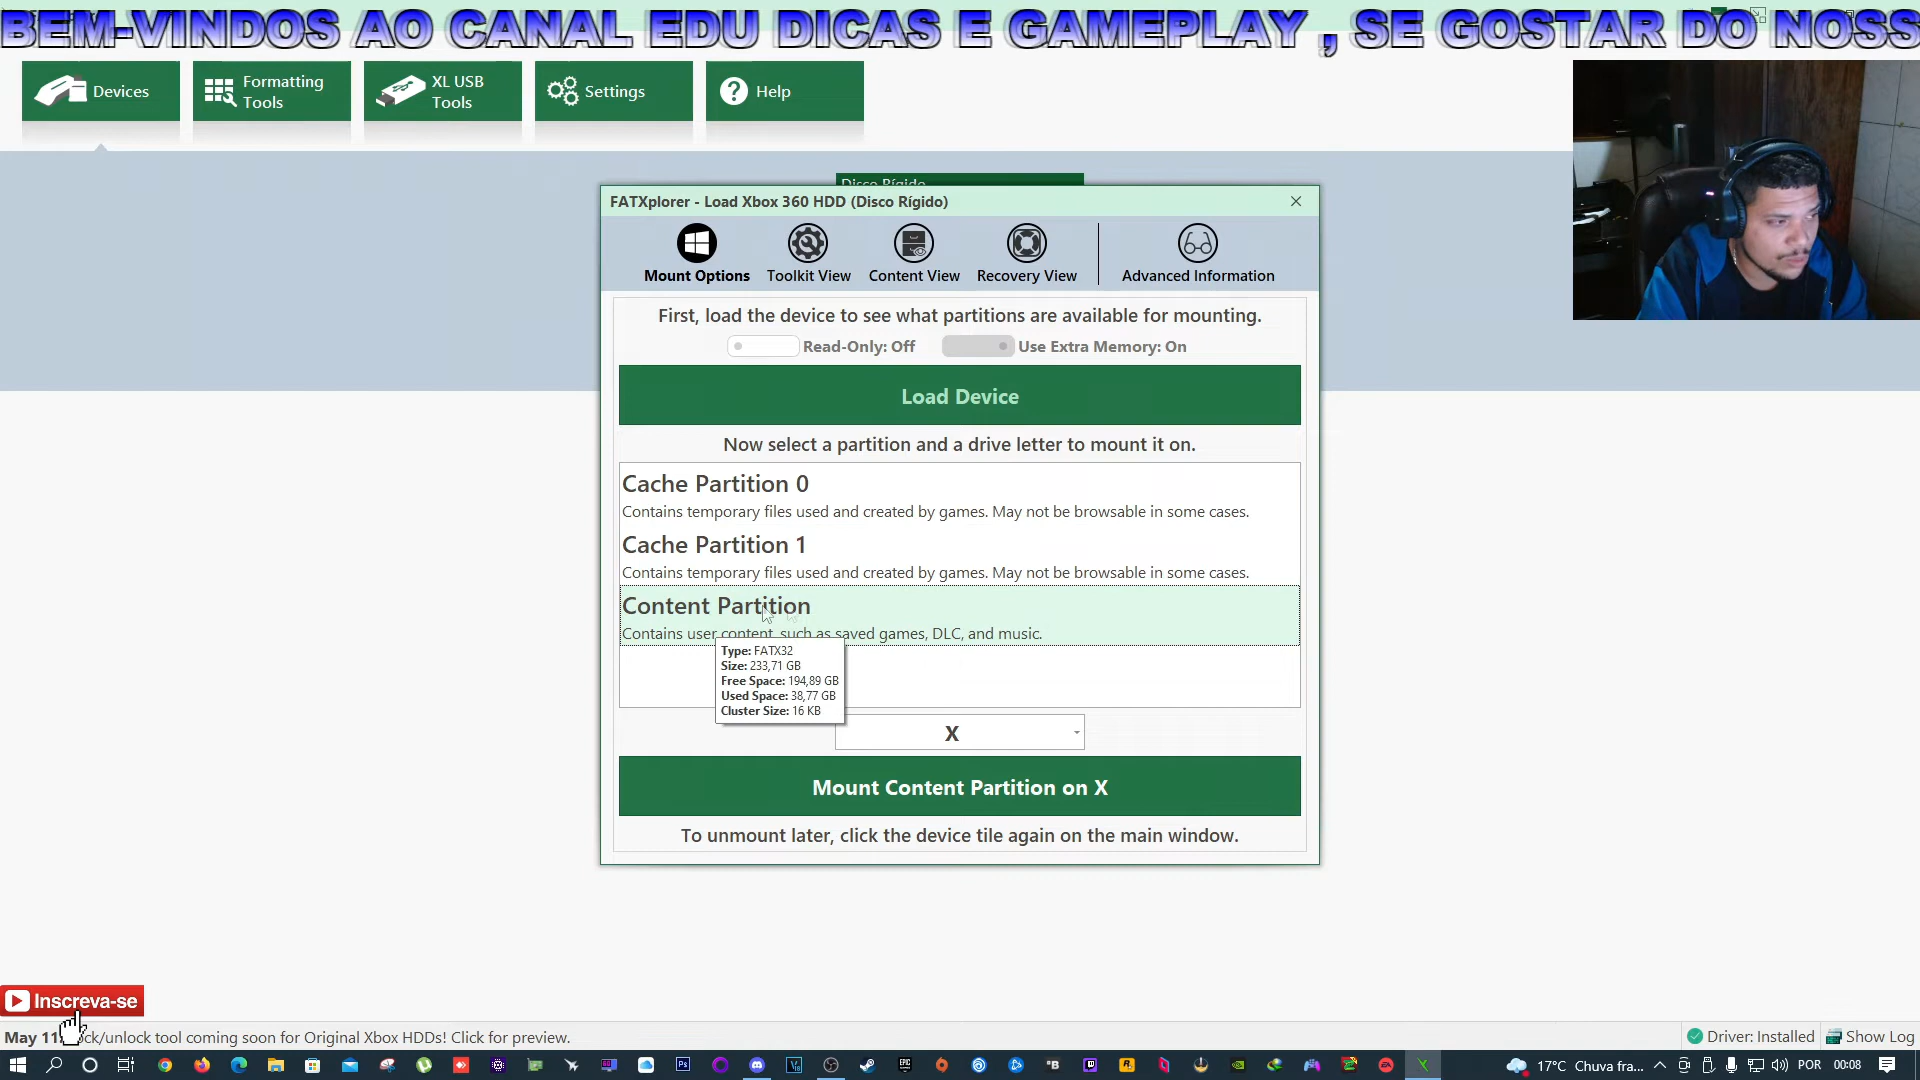 BEM-VINDOS AO CANAL EDU DICAS E GAMEPLAY , SE GOSTAR DO NOSS
Devices
Formatting
Tools
XL USB
Tools
Settings
Help
Disco Rígido
FATXplorer - Load Xbox 360 HDD (Disco Rígido)
Mount Options
Toolkit View
Content View
Recovery View
Advanced Information
First, load the device to see what partitions are available for mounting.
Read-Only: Off
Use Extra Memory: On
Load Device
Now select a partition and a drive letter to mount it on.
Cache Partition 0
Contains temporary files used and created by games. May not be browsable in some cases.
Cache Partition 1
Contains temporary files used and created by games. May not be browsable in some cases.
Content Partition
Contains user content, such as saved games, DLC, and music.
Type: FATX32
Size: 233,71 GB
Free Space: 194,89 GB
Used Space: 38,77 GB
Cluster Size: 16 KB
X
Mount Content Partition on X
To unmount later, click the device tile again on the main window.
Inscreva-se
May 11 ck/unlock tool coming soon for Original Xbox HDDs! Click for preview.
Driver: Installed
Show Log
17°C Chuva fra...
POR
00:08